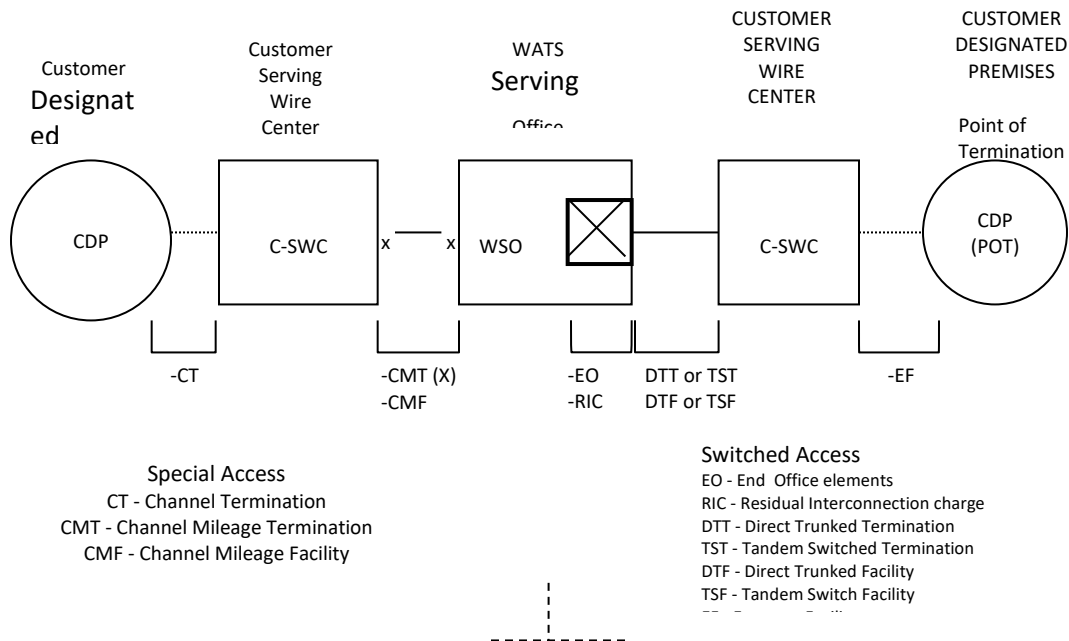 Customer
Designat
ed
Customer
Serving
Wire
Center
WATS
Serving
Office
CUSTOMER
SERVING
WIRE
CENTER
CUSTOMER
DESIGNATED
PREMISES
Point of
Termination
CDP
C-SWC
x
x
WSO
C-SWC
CDP
(POT)
-CT
-CMT (X)
-CMF
-EO
-RIC
DTT or TST
DTF or TSF
-EF
Special Access
CT - Channel Termination
CMT - Channel Mileage Termination
CMF - Channel Mileage Facility
Switched Access
EO - End Office elements
RIC - Residual Interconnection charge
DTT - Direct Trunked Termination
TST - Tandem Switched Termination
DTF - Direct Trunked Facility
TSF - Tandem Switch Facility